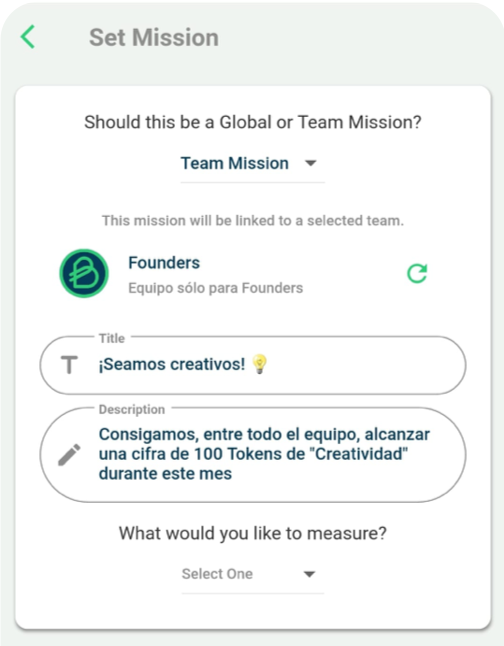 Set Mission
Should this be a Global or Team Mission?
Team Mission
This mission will be linked to a selected team.
Founders
Equipo sólo para Founders
Title
¡Seamos creativos! 💡
Description
Consigamos, entre todo el equipo, alcanzar
una cifra de 100 Tokens de "Creatividad"
durante este mes
What would you like to measure?
Select One